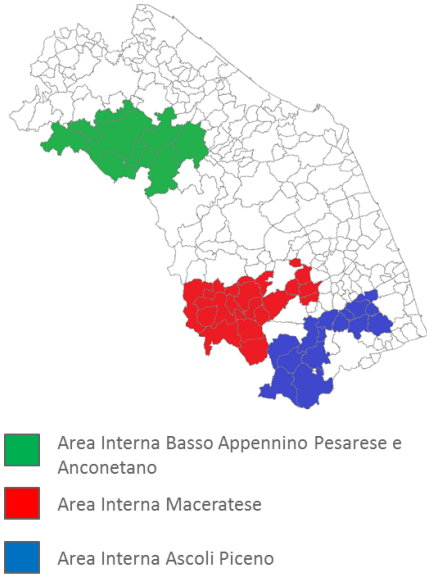 Area Interna Basso Appennino Pesarese e
Anconetano
Area Interna Maceratese
Area Interna Ascoli Piceno